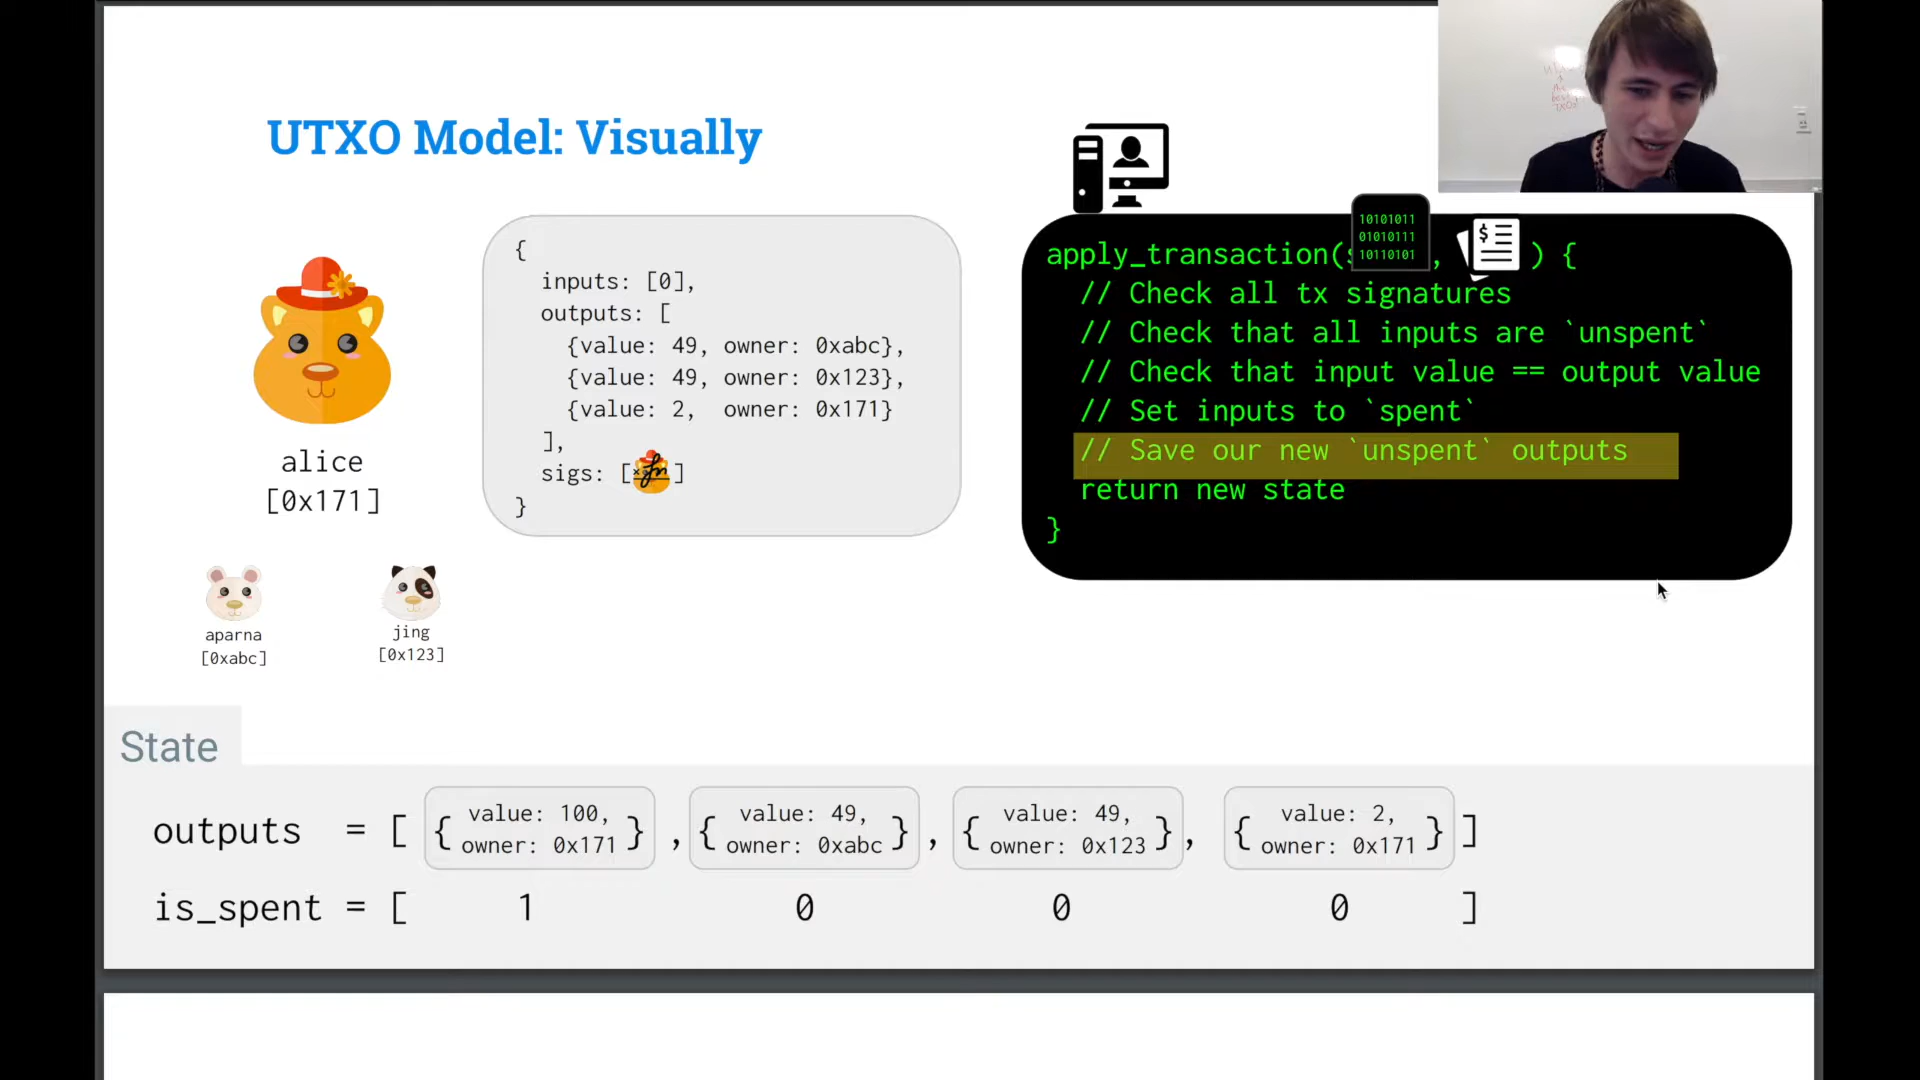 UTXO Model: Visually
{
inputs: [0],
outputs: [
{value: 49, owner: 0xabc},
{value: 49, owner: 0x123},
{value: 2, owner: 0x171}
],
sigs: [ ]
}
alice
[0x171]
aparna
[0xabc]
jing
[0x123]
10101011
01010111
10110101
apply_transaction( , ) {
// Check all tx signatures
// Check that all inputs are `unspent`
// Check that input value == output value
// Set inputs to `spent`
// Save our new `unspent` outputs
return new state
}
State
outputs = [ { value: 100, owner: 0x171 } , { value: 49, owner: 0xabc } , { value: 49, owner: 0x123 } , { value: 2, owner: 0x171 } ]
is_spent = [ 1 0 0 0 ]